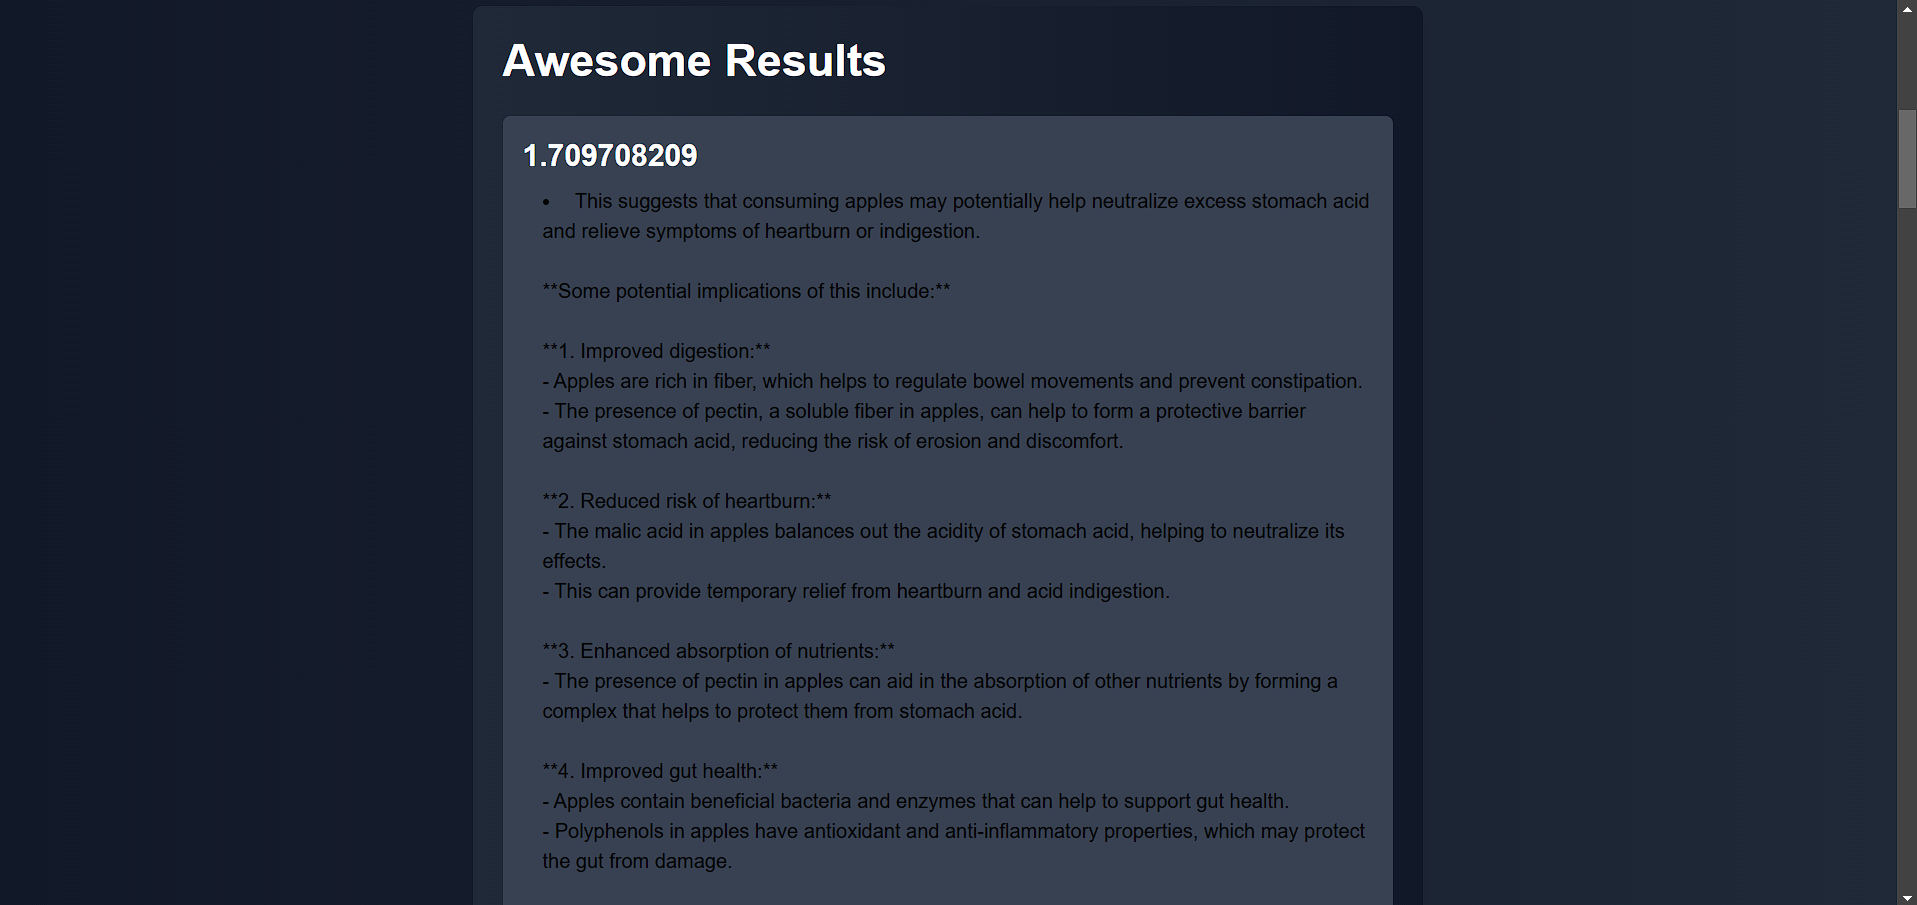 Awesome Results
1.709708209
• This suggests that consuming apples may potentially help neutralize excess stomach acid
and relieve symptoms of heartburn or indigestion.
**Some potential implications of this include:**
**1. Improved digestion:**
- Apples are rich in fiber, which helps to regulate bowel movements and prevent constipation.
- The presence of pectin, a soluble fiber in apples, can help to form a protective barrier
against stomach acid, reducing the risk of erosion and discomfort.
**2. Reduced risk of heartburn:**
- The malic acid in apples balances out the acidity of stomach acid, helping to neutralize its
effects.
- This can provide temporary relief from heartburn and acid indigestion.
**3. Enhanced absorption of nutrients:**
- The presence of pectin in apples can aid in the absorption of other nutrients by forming a
complex that helps to protect them from stomach acid.
**4. Improved gut health:**
- Apples contain beneficial bacteria and enzymes that can help to support gut health.
- Polyphenols in apples have antioxidant and anti-inflammatory properties, which may protect
the gut from damage.